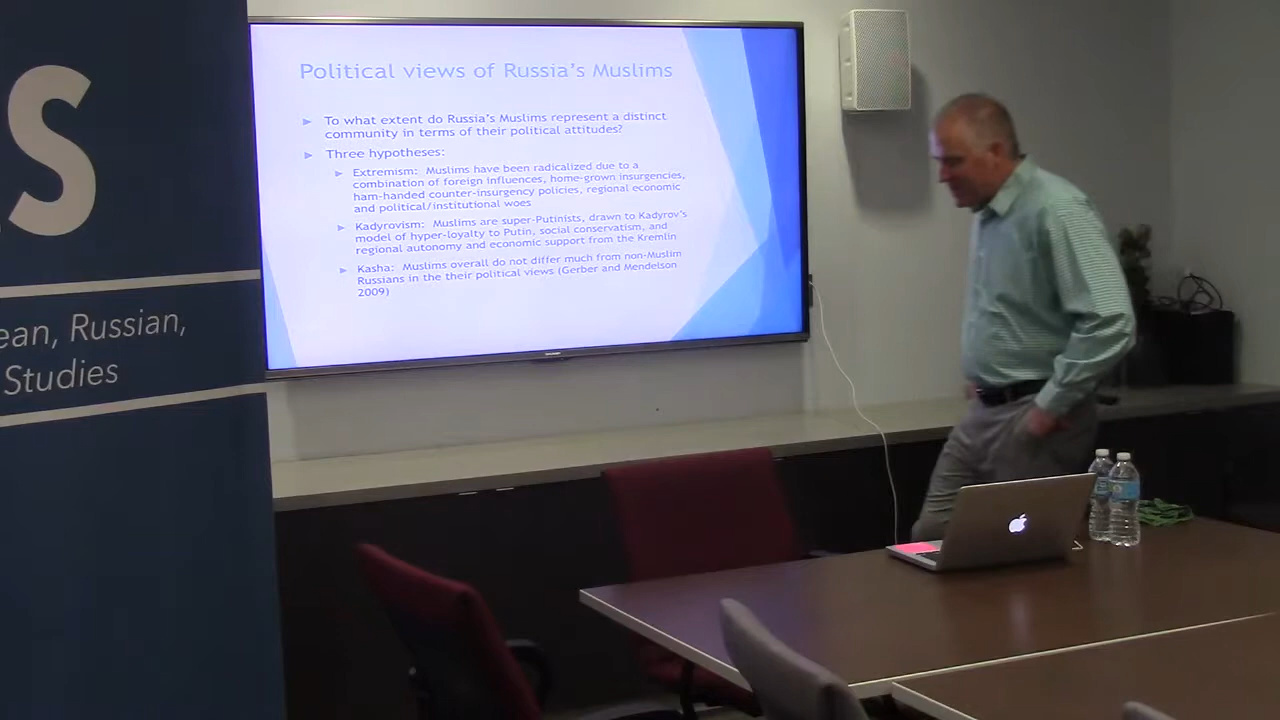 S
ean, Russian,
Studies
Political views of Russia's Muslims
To what extent do Russia's Muslims represent a distinct
community in terms of their political attitudes?
Three hypotheses:
Extremism: Muslims have been radicalized due to a
combination of foreign influences, home-grown insurgencies,
ham-handed counter-insurgency policies, regional economic
and political/institutional woes
Kadyrovism: Muslims are super-Putinists, drawn to Kadyrov's
model of hyper-loyalty to Putin, social conservatism, and
regional autonomy and economic support from the Kremlin
Kasha: Muslims overall do not differ much from non-Muslim
Russians in the their political views (Gerber and Mendelson
2009)